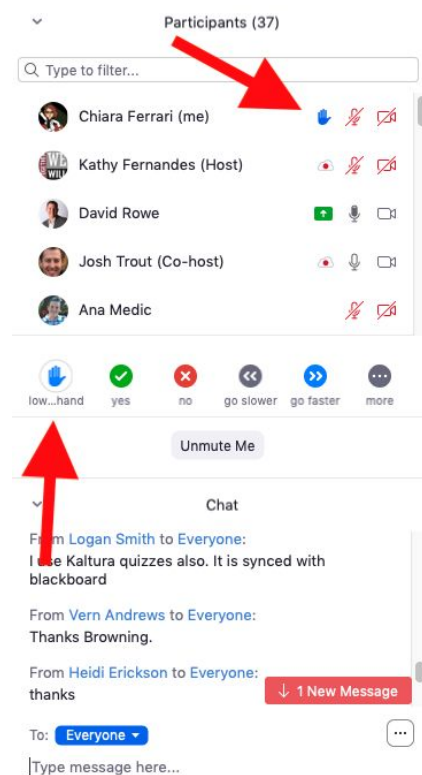 Participants (37)
Type to filter...
Chiara Ferrari (me)
WE
WILL
Kathy Fernandes (Host)
David Rowe
Josh Trout (Co-host)
Ana Medic
low...hand yes no go slower go faster more
Unmute Me
Chat
From Logan Smith to Everyone:
I use Kaltura quizzes also. It is synced with
blackboard
From Vern Andrews to Everyone:
Thanks Browning.
From Heidi Erickson to Everyone:
thanks
1 New Message
To: Everyone
Type message here...